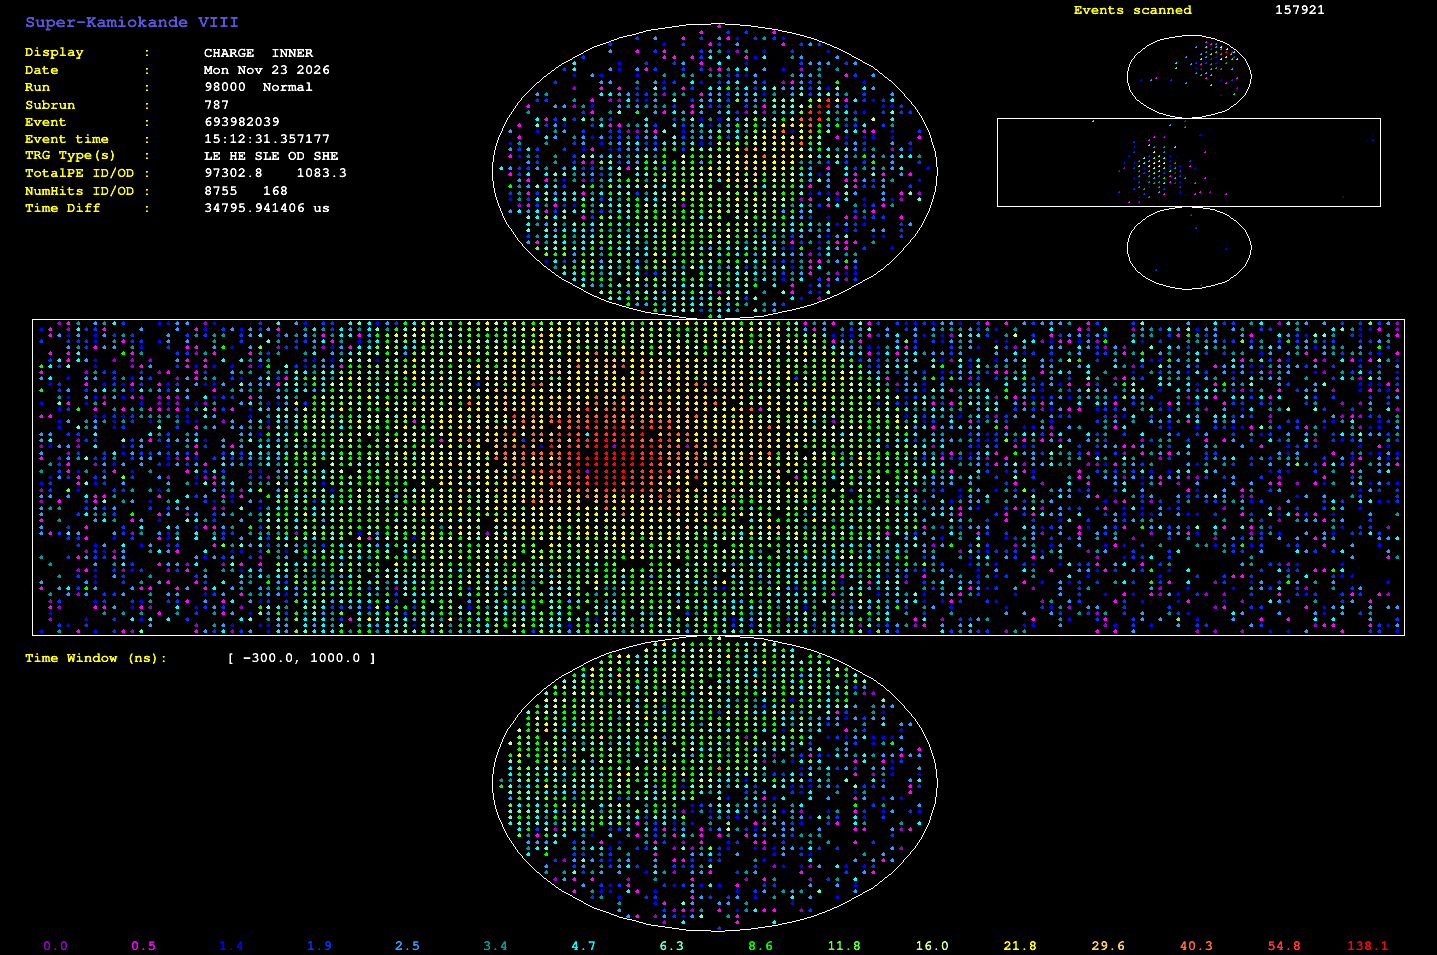 Super-Kamiokande VIII
Events scanned 157921
Display : CHARGE INNER
Date : Mon Nov 23 2026
Run : 98000 Normal
Subrun : 787
Event : 693982039
Event time : 15:12:31.357177
TRG Type(s) : LE HE SLE OD SHE
TotalPE ID/OD : 97302.8 1083.3
NumHits ID/OD : 8755 168
Time Diff : 34795.941406 us
Time Window (ns): [ -300.0, 1000.0 ]
0.0 0.5 1.4 1.9 2.5 3.4 4.7 6.3 8.6 11.8 16.0 21.8 29.6 40.3 54.8 138.1